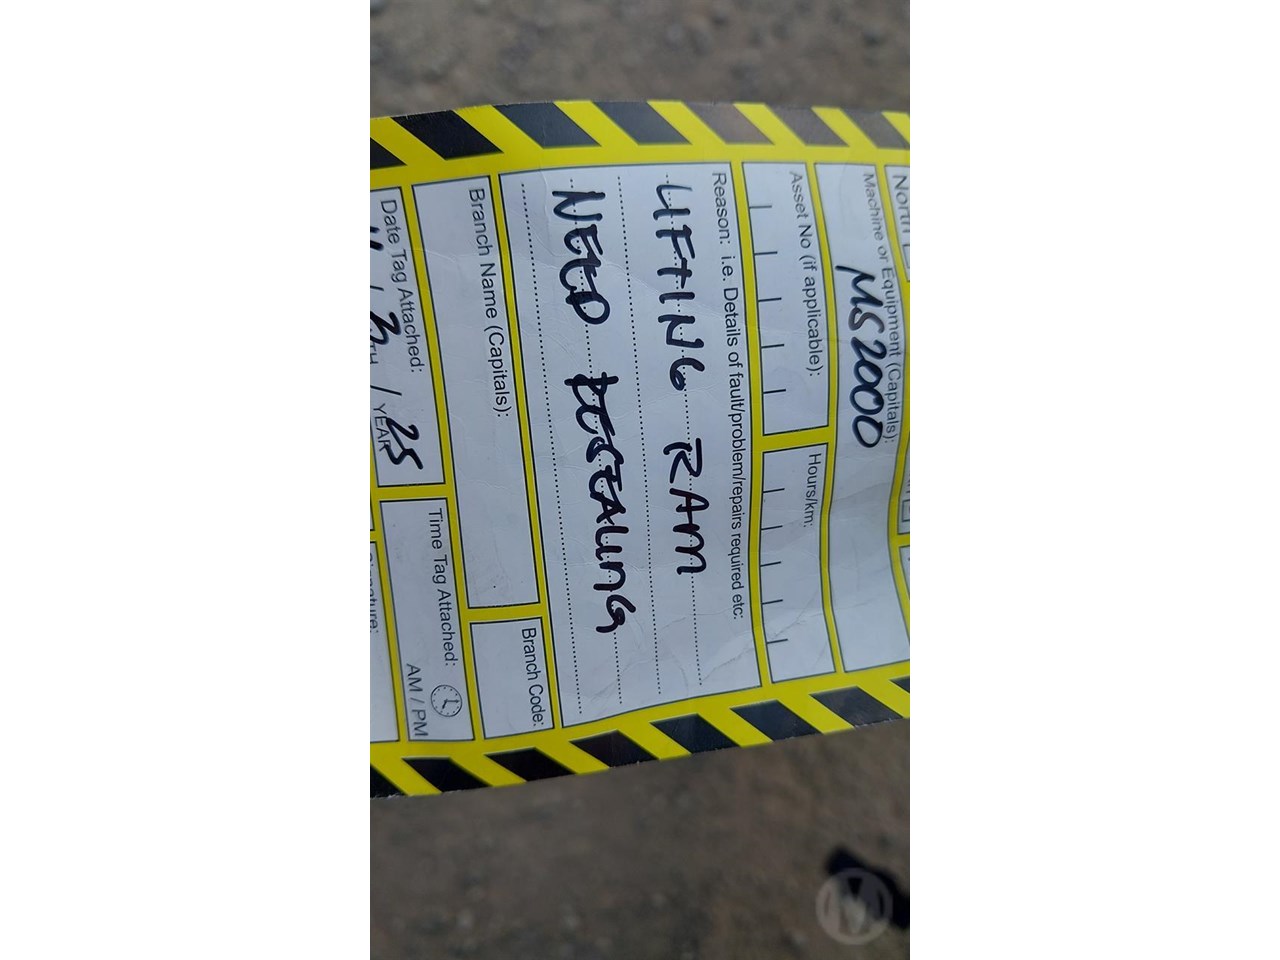 North
Machine or Equipment (Capitals):
MS2000
Asset No (if applicable):
Hours/km:
Reason: i.e. Details of fault/problem/repairs required etc:
LIFTING RAM
NEED RESEALING
Branch Name (Capitals):
Branch Code:
Date Tag Attached:
/ 3 / 25
YEAR
Time Tag Attached:
AM / PM